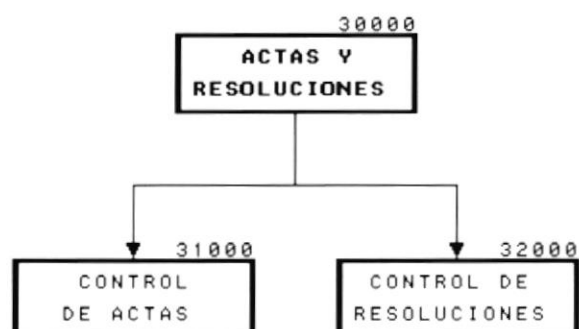 30000
ACTAS Y
RESOLUCIONES
31000
CONTROL
DE ACTAS
32000
CONTROL DE
RESOLUCIONES